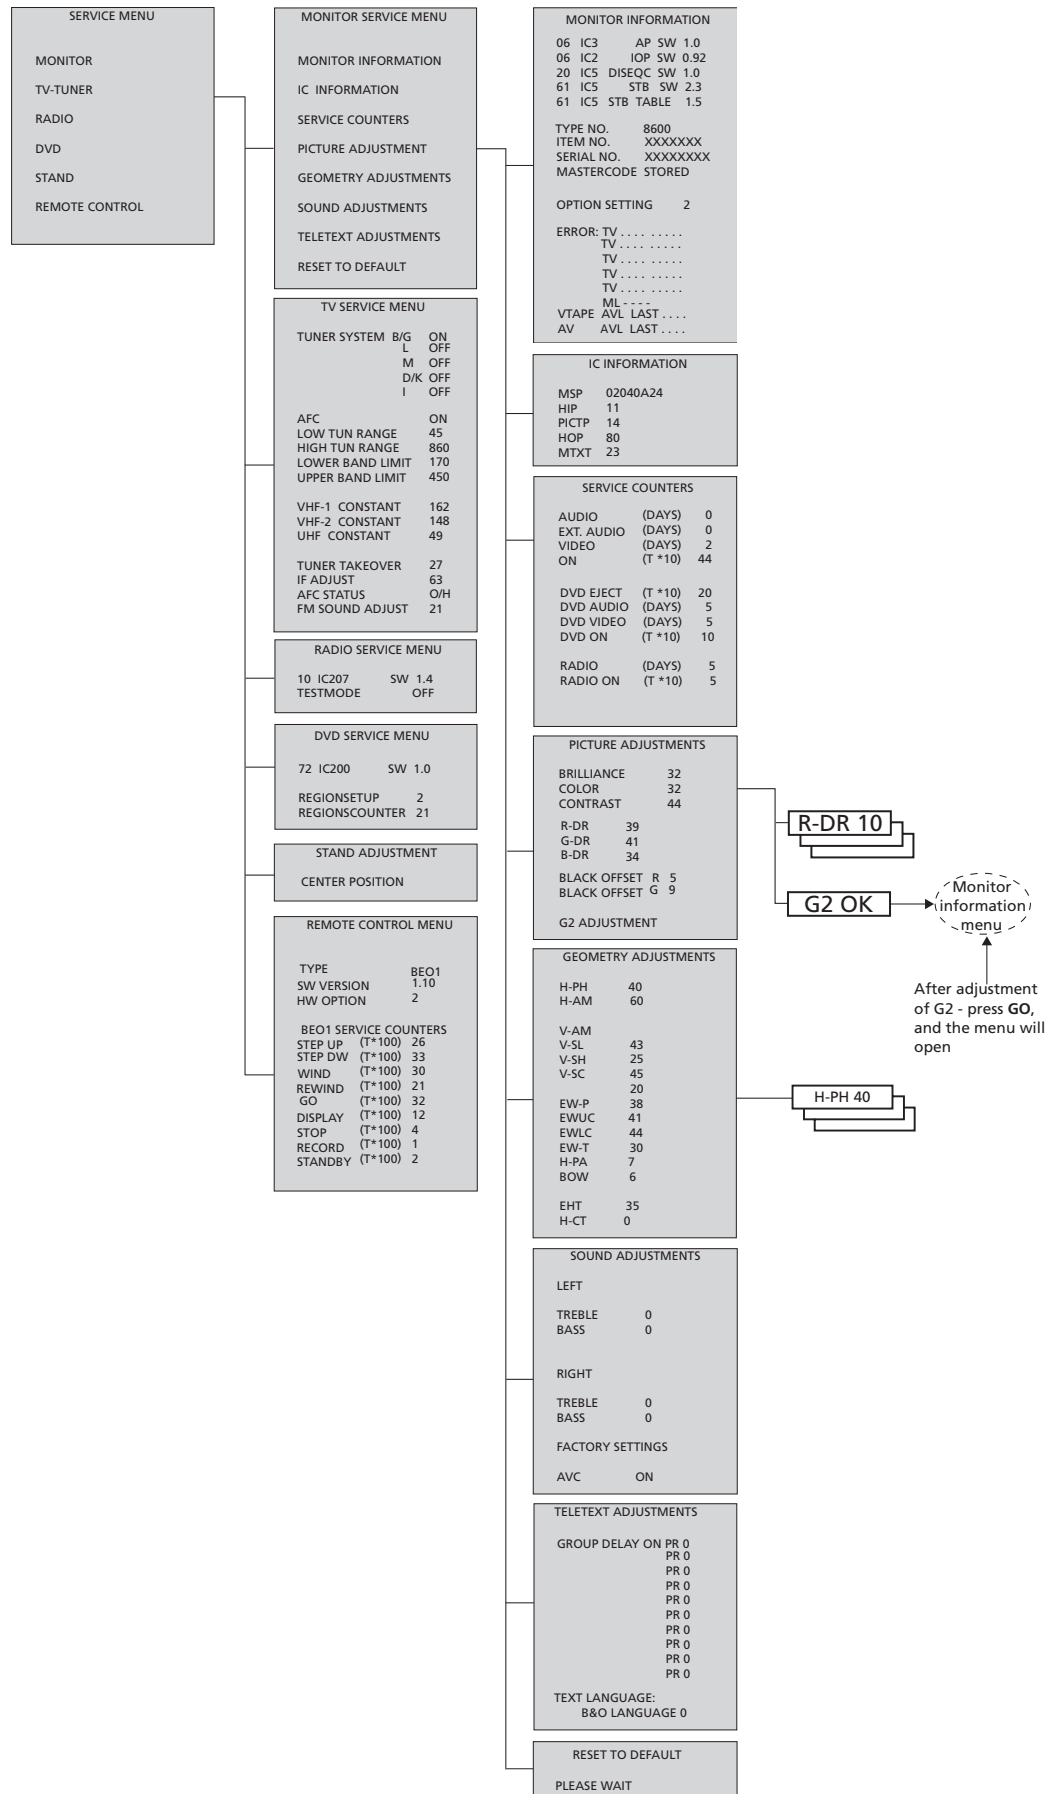 SERVICE MENU
MONITOR
TV-TUNER
RADIO
DVD
STAND
REMOTE CONTROL
MONITOR SERVICE MENU
MONITOR INFORMATION
IC INFORMATION
SERVICE COUNTERS
PICTURE ADJUSTMENT
GEOMETRY ADJUSTMENTS
SOUND ADJUSTMENTS
TELETEXT ADJUSTMENTS
RESET TO DEFAULT
TV SERVICE MENU
TUNER SYSTEM B/G ON
L OFF
M OFF
D/K OFF
I OFF
AFC ON
LOW TUN RANGE 45
HIGH TUN RANGE 860
LOWER BAND LIMIT 170
UPPER BAND LIMIT 450
VHF-1 CONSTANT 162
VHF-2 CONSTANT 148
UHF CONSTANT 49
TUNER TAKEOVER 27
IF ADJUST 63
AFC STATUS O/H
FM SOUND ADJUST 21
RADIO SERVICE MENU
10 IC207 SW 1.4
TESTMODE OFF
DVD SERVICE MENU
72 IC200 SW 1.0
REGIONSETUP 2
REGIONSCOUNTER 21
STAND ADJUSTMENT
CENTER POSITION
REMOTE CONTROL MENU
TYPE BEO1
SW VERSION 1.10
HW OPTION 2
BEO1 SERVICE COUNTERS
STEP UP (T*100) 26
STEP DW (T*100) 33
WIND (T*100) 30
REWIND (T*100) 21
GO (T*100) 32
DISPLAY (T*100) 12
STOP (T*100) 4
RECORD (T*100) 1
STANDBY (T*100) 2
MONITOR INFORMATION
06 IC3 AP SW 1.0
06 IC2 IOP SW 0.92
20 IC5 DISEQC SW 1.0
61 IC5 STB SW 2.3
61 IC5 STB TABLE 1.5
TYPE NO. 8600
ITEM NO. XXXXXXX
SERIAL NO. XXXXXXXX
MASTERCODE STORED
OPTION SETTING 2
ERROR: TV . . . . . . . . .
TV . . . . . . . . .
TV . . . . . . . . .
TV . . . . . . . . .
TV . . . . . . . . .
ML - - - -
VTAPE AVL LAST . . . .
AV AVL LAST . . . .
IC INFORMATION
MSP 02040A24
HIP 11
PICTP 14
HOP 80
MTXT 23
SERVICE COUNTERS
AUDIO (DAYS) 0
EXT. AUDIO (DAYS) 0
VIDEO (DAYS) 2
ON (T *10) 44
DVD EJECT (T *10) 20
DVD AUDIO (DAYS) 5
DVD VIDEO (DAYS) 5
DVD ON (T *10) 10
RADIO (DAYS) 5
RADIO ON (T *10) 5
PICTURE ADJUSTMENTS
BRILLIANCE 32
COLOR 32
CONTRAST 44
R-DR 39
G-DR 41
B-DR 34
BLACK OFFSET R 5
BLACK OFFSET G 9
G2 ADJUSTMENT
R-DR 10
G2 OK
Monitor
information
menu
After adjustment
of G2 - press GO,
and the menu will
open
GEOMETRY ADJUSTMENTS
H-PH 40
H-AM 60
V-AM
V-SL 43
V-SH 25
V-SC 45
20
EW-P 38
EWUC 41
EWLC 44
EW-T 30
H-PA 7
BOW 6
EHT 35
H-CT 0
H-PH 40
SOUND ADJUSTMENTS
LEFT
TREBLE 0
BASS 0
RIGHT
TREBLE 0
BASS 0
FACTORY SETTINGS
AVC ON
TELETEXT ADJUSTMENTS
GROUP DELAY ON PR 0
PR 0
PR 0
PR 0
PR 0
PR 0
PR 0
PR 0
PR 0
PR 0
TEXT LANGUAGE:
B&O LANGUAGE 0
RESET TO DEFAULT
PLEASE WAIT